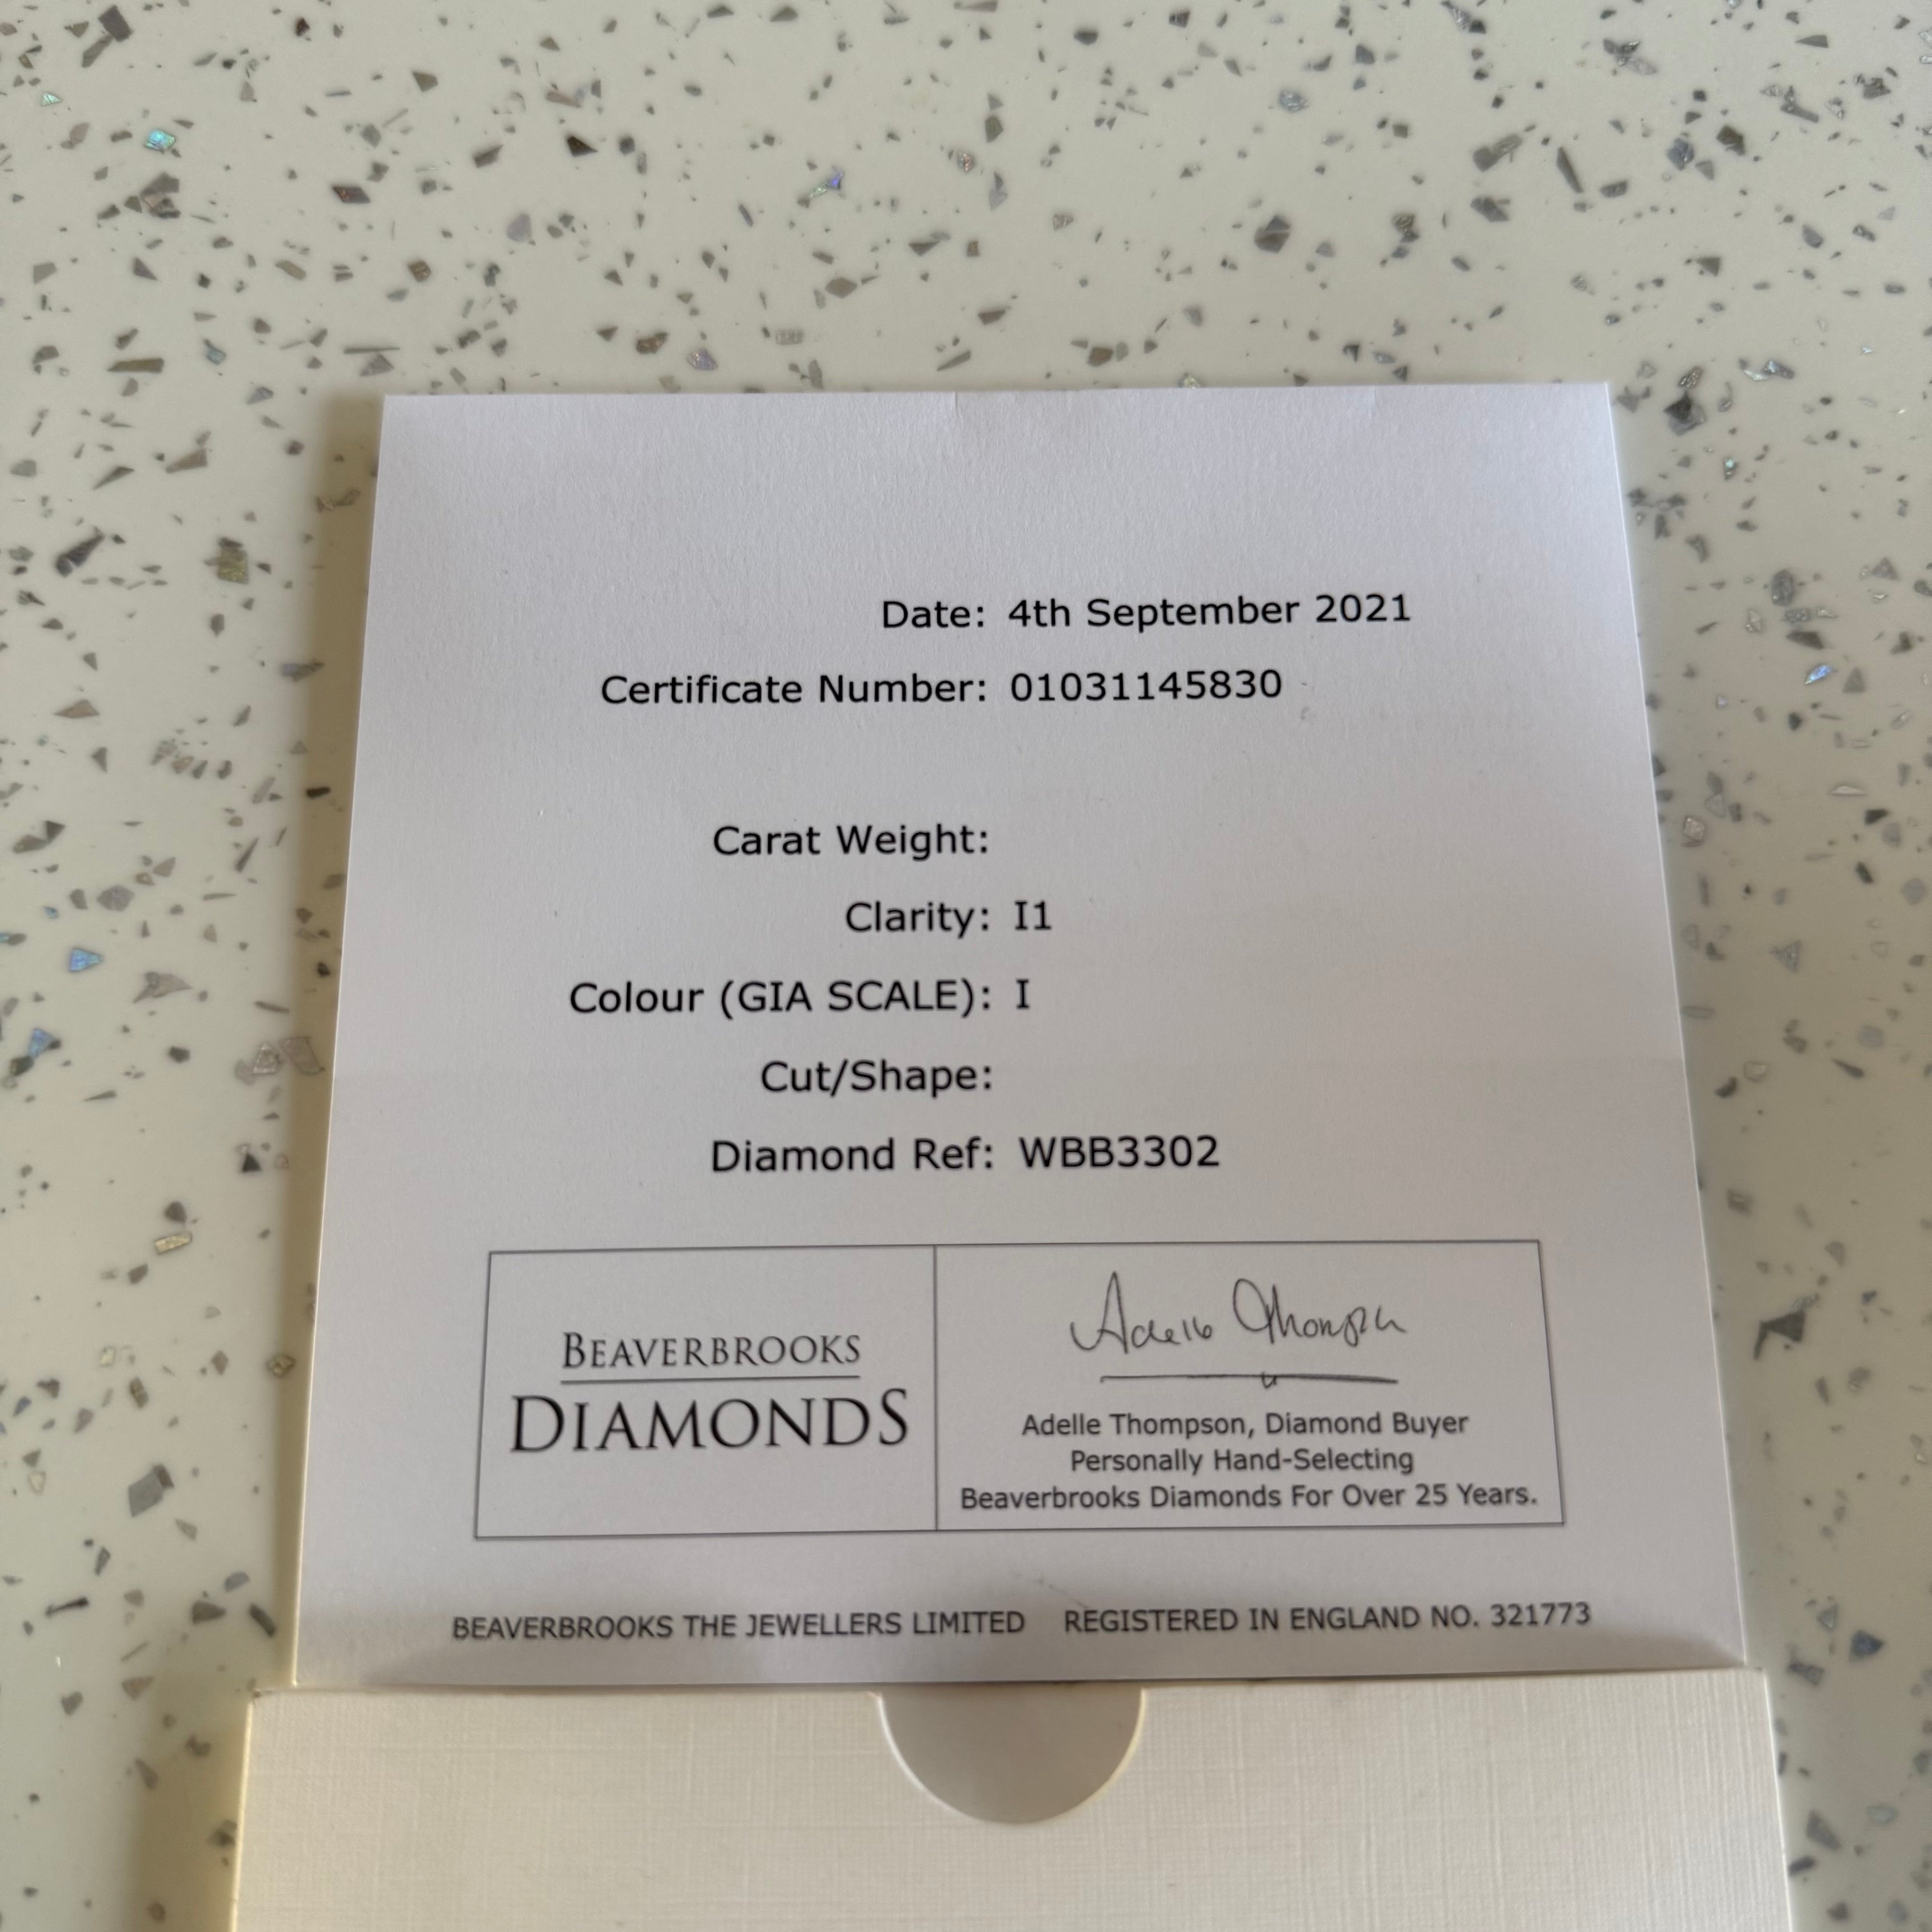 Date: 4th September 2021
Certificate Number: 01031145830
Carat Weight:
Clarity: I1
Colour (GIA SCALE): I
Cut/Shape:
Diamond Ref: WBB3302
BEAVERBROOKS
DIAMONDS
Adelle Thompson
Adelle Thompson, Diamond Buyer
Personally Hand-Selecting
Beaverbrooks Diamonds For Over 25 Years.
BEAVERBROOKS THE JEWELLERS LIMITED REGISTERED IN ENGLAND NO. 321773